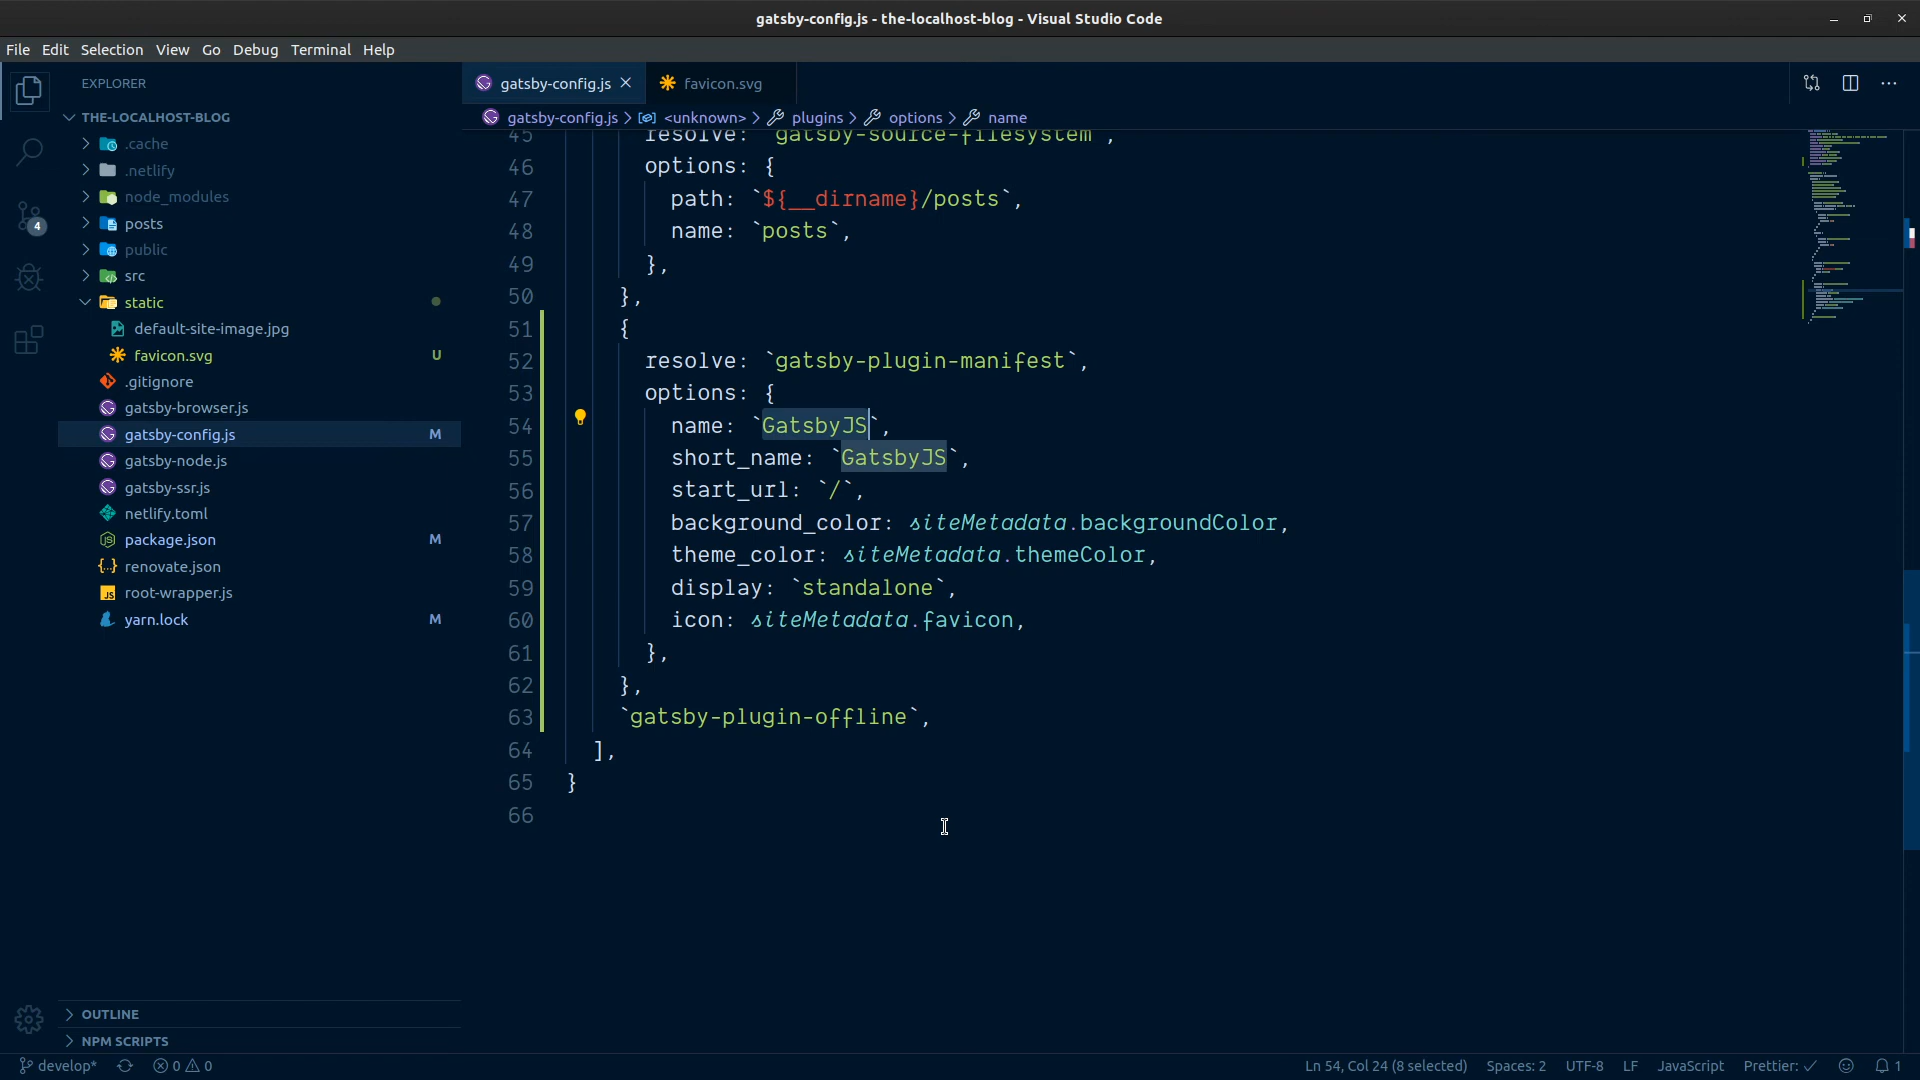 gatsby-config.js - the-localhost-blog - Visual Studio Code
File Edit Selection View Go Debug Terminal Help
EXPLORER
THE-LOCALHOST-BLOG
.cache
.netlify
node_modules
posts
public
src
static
default-site-image.jpg
favicon.svg U
.gitignore
gatsby-browser.js
gatsby-config.js M
gatsby-node.js
gatsby-ssr.js
netlify.toml
package.json M
renovate.json
root-wrapper.js
yarn.lock M
OUTLINE
NPM SCRIPTS
4
gatsby-config.js favicon.svg
gatsby-config.js > <unknown> > plugins > options > name
45 resolve: `gatsby-source-filesystem`,
46 options: {
47 path: `${__dirname}/posts`,
48 name: `posts`,
49 },
50 },
51 {
52 resolve: `gatsby-plugin-manifest`,
53 options: {
54 name: `GatsbyJS`,
55 short_name: `GatsbyJS`,
56 start_url: `/`,
57 background_color: siteMetadata.backgroundColor,
58 theme_color: siteMetadata.themeColor,
59 display: `standalone`,
60 icon: siteMetadata.favicon,
61 },
62 },
63 `gatsby-plugin-offline`,
64 ],
65 }
66
develop* 0 0 Ln 54, Col 24 (8 selected) Spaces: 2 UTF-8 LF JavaScript Prettier: ✓ 1